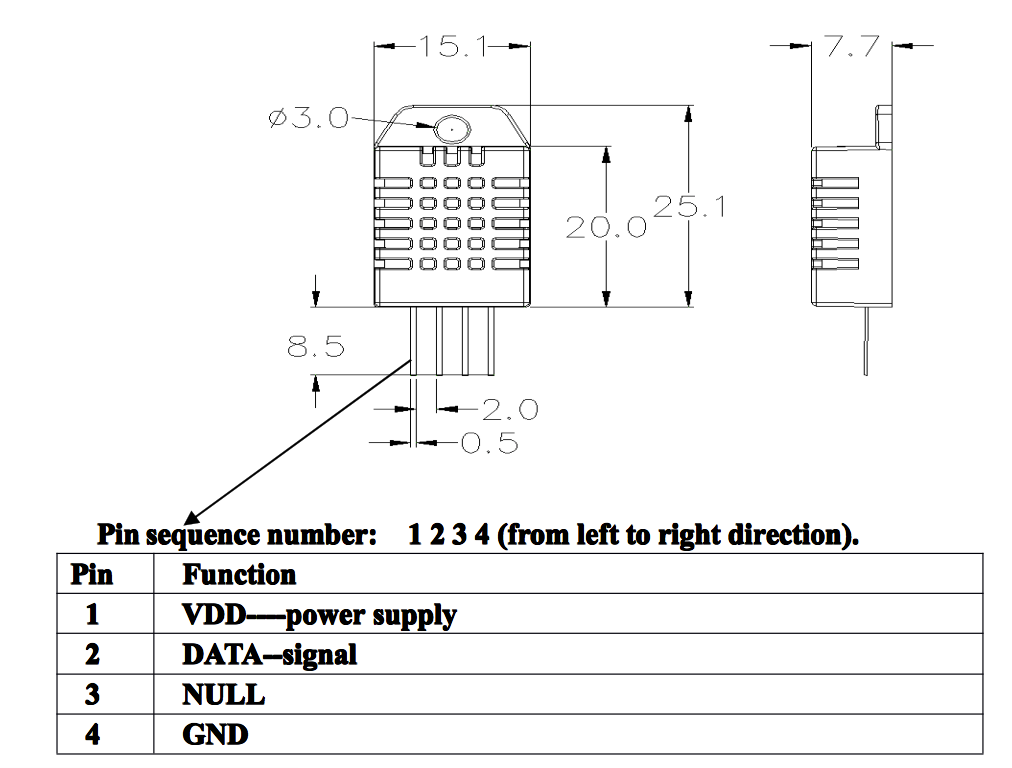 15.1
7.7
ø3.0
25.1
20.0
8.5
2.0
0.5
Pin sequence number: 1 2 3 4 (from left to right direction).
Pin Function
1 VDD----power supply
2 DATA--signal
3 NULL
4 GND